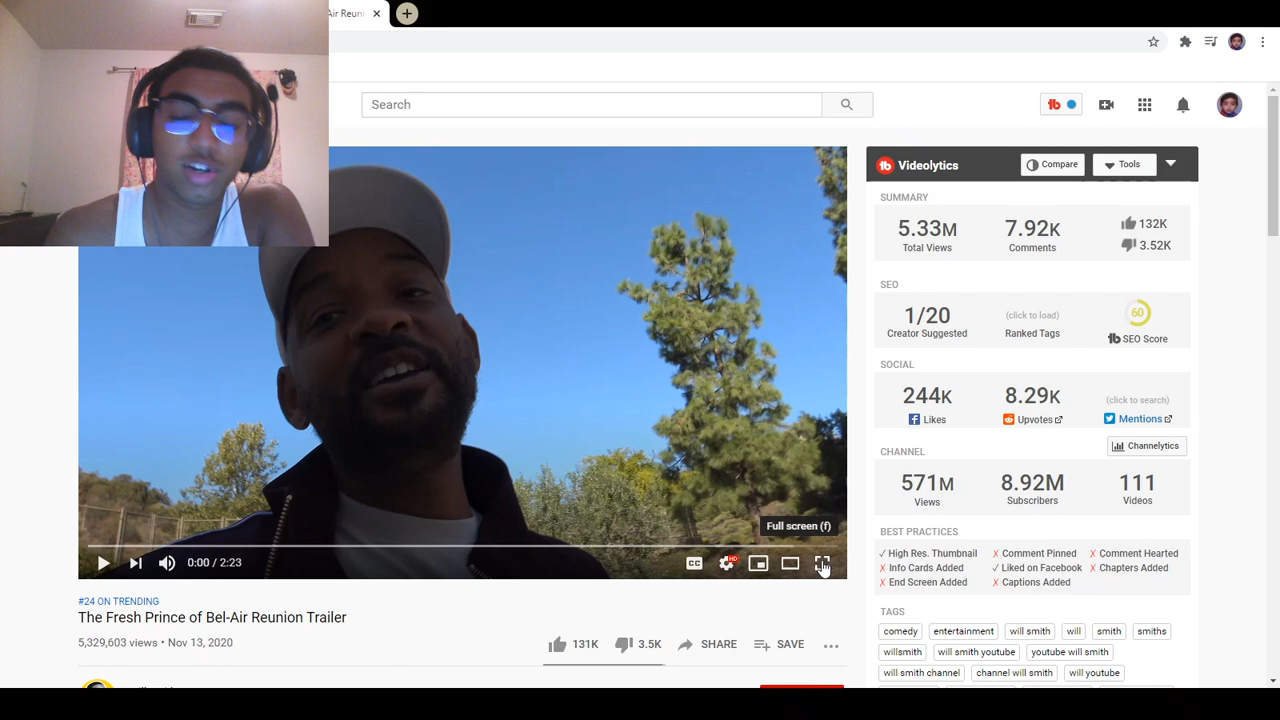 Air Reuni
Search
Videolytics
Compare
Tools
SUMMARY
5.33M
Total Views
7.92K
Comments
132K
3.52K
SEO
1/20
Creator Suggested
(click to load)
Ranked Tags
60
tb SEO Score
SOCIAL
244K
Likes
8.29K
Upvotes
(click to search)
Mentions
CHANNEL
Channelytics
571M
Views
8.92M
Subscribers
111
Videos
BEST PRACTICES
✓ High Res. Thumbnail
✗ Comment Pinned
✗ Comment Hearted
✗ Info Cards Added
✓ Liked on Facebook
✗ Chapters Added
✗ End Screen Added
✗ Captions Added
TAGS
comedy
entertainment
will smith
will
smith
smiths
willsmith
will smith youtube
youtube will smith
will smith channel
channel will smith
will youtube
Full screen (f)
0:00 / 2:23
CC
HD
#24 ON TRENDING
The Fresh Prince of Bel-Air Reunion Trailer
5,329,603 views • Nov 13, 2020
131K
3.5K
SHARE
SAVE